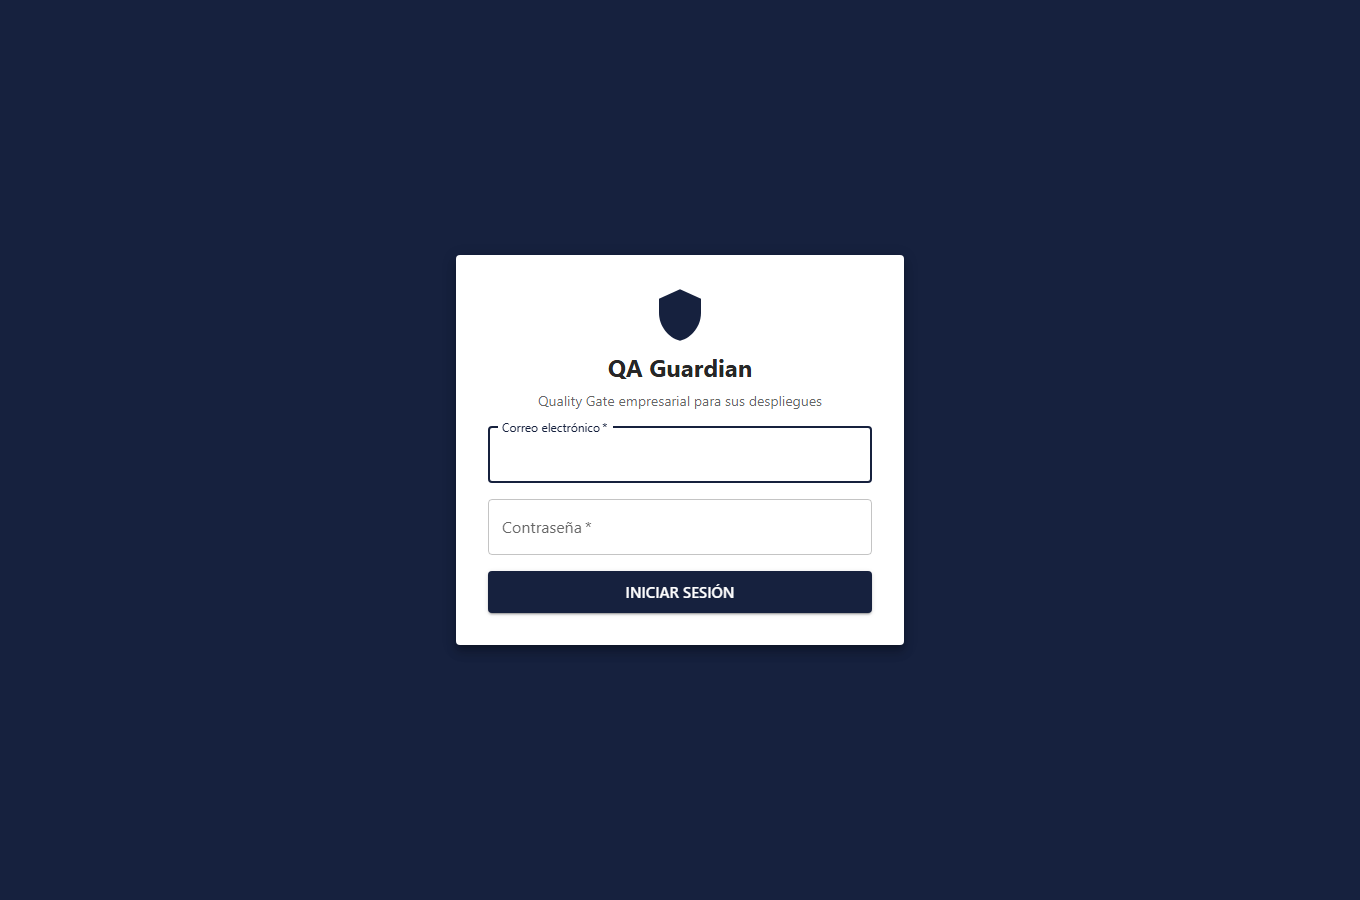 QA Guardian
Quality Gate empresarial para sus despliegues
Correo electrónico *
Contraseña *
INICIAR SESIÓN